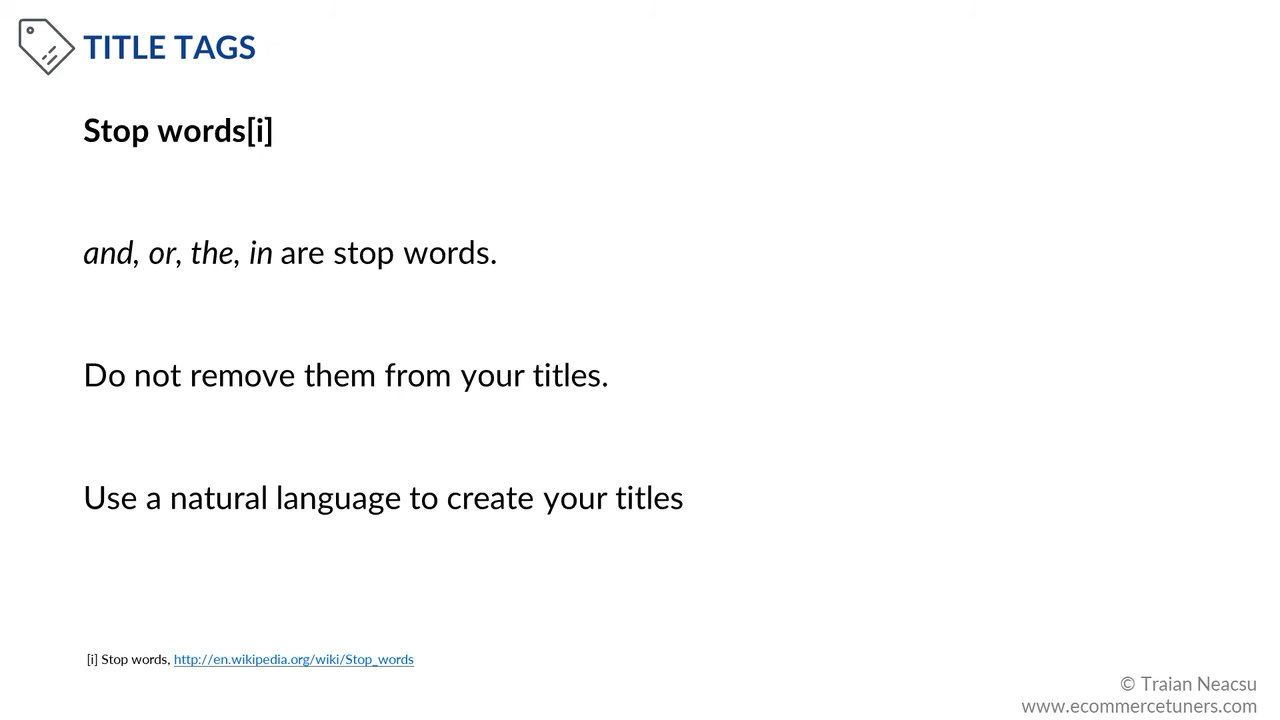 TITLE TAGS
Stop words[i]
and, or, the, in are stop words.
Do not remove them from your titles.
Use a natural language to create your titles
[i] Stop words, http://en.wikipedia.org/wiki/Stop_words
© Traian Neacsu
www.ecommercetuners.com